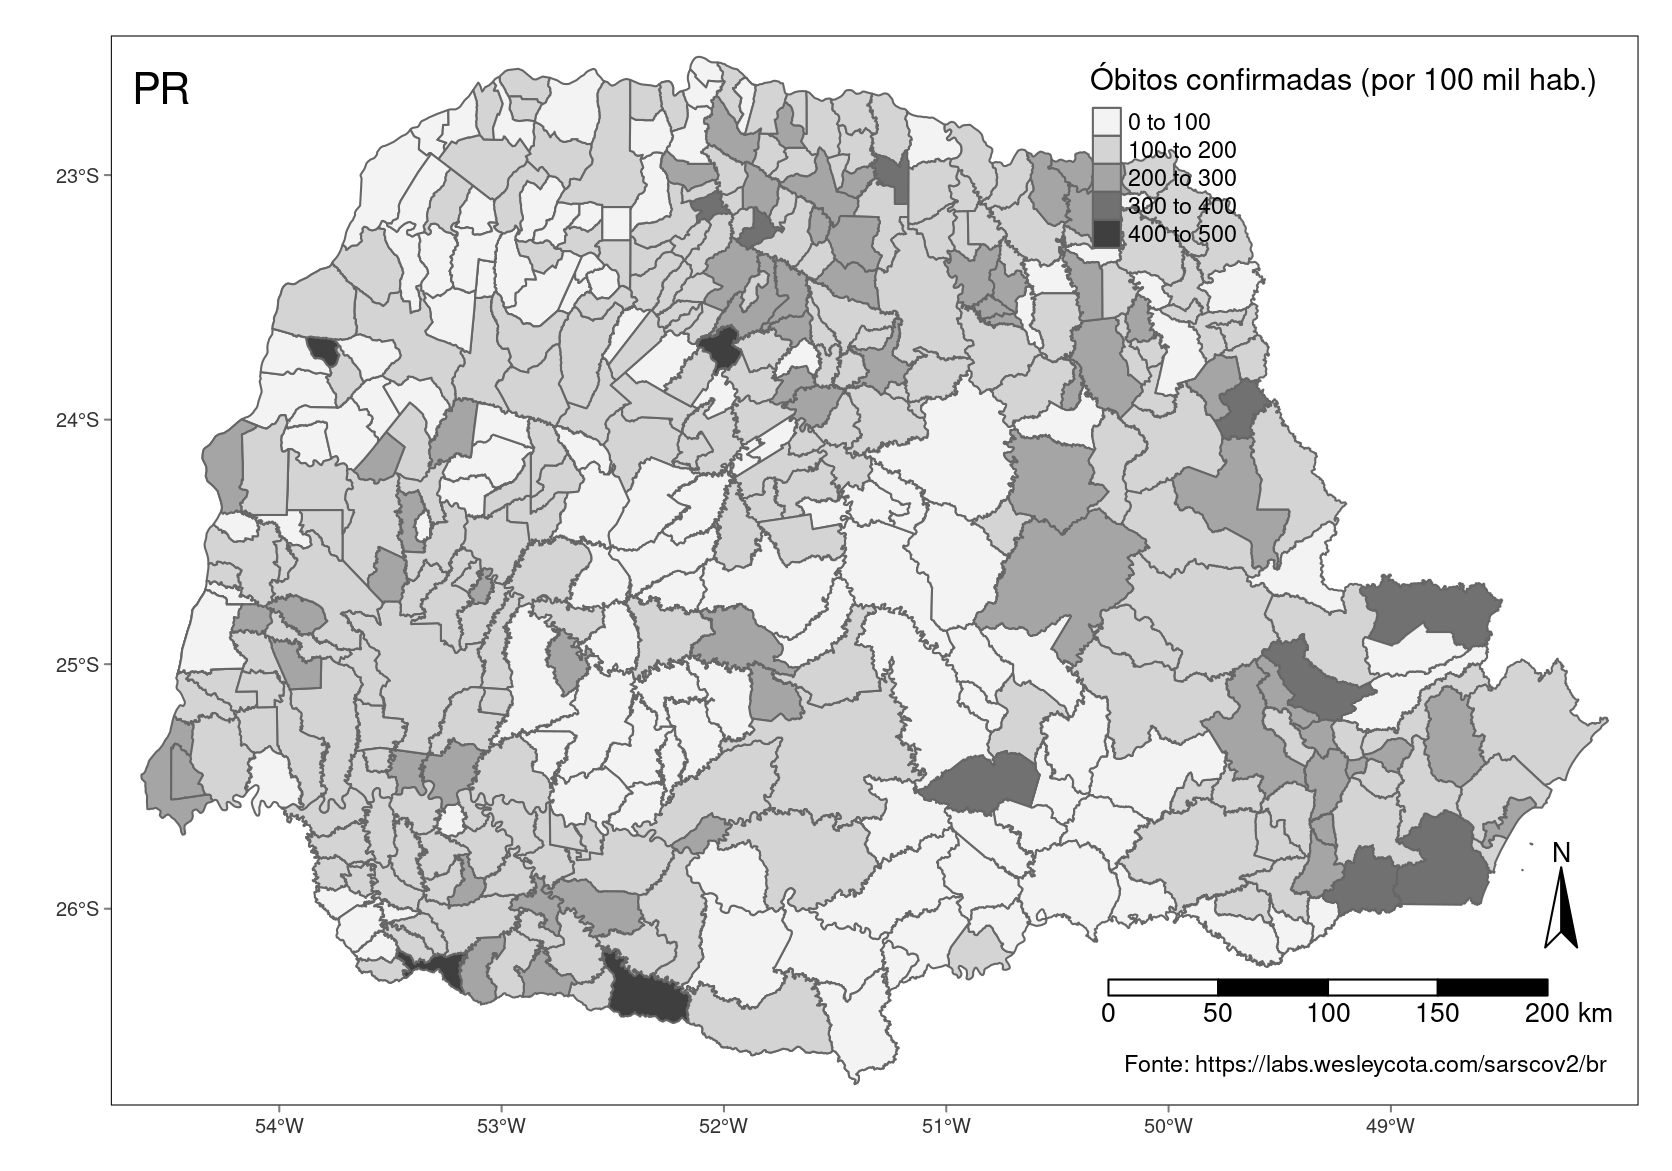 PR
Óbitos confirmadas (por 100 mil hab.)
0 to 100
100 to 200
200 to 300
300 to 400
400 to 500
23°S
24°S
25°S
26°S
N
0 50 100 150 200 km
Fonte: https://labs.wesleycota.com/sarscov2/br
54°W 53°W 52°W 51°W 50°W 49°W